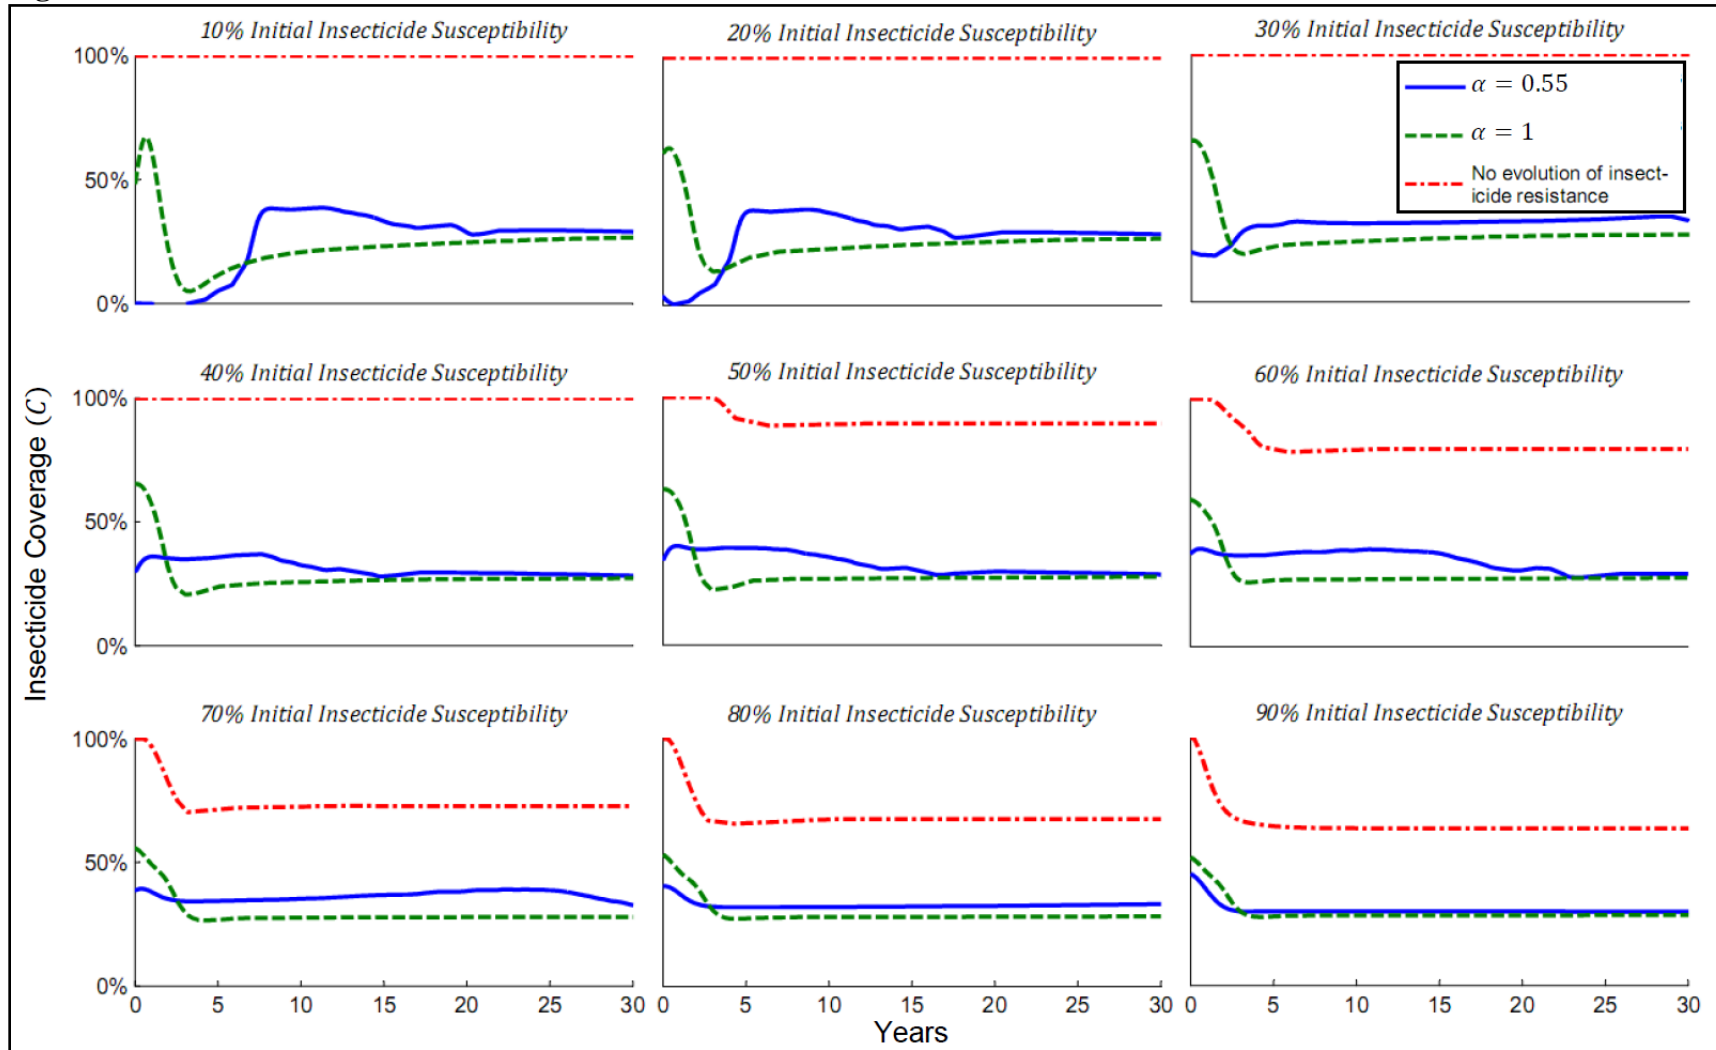 10% Initial Insecticide Susceptibility
20% Initial Insecticide Susceptibility
30% Initial Insecticide Susceptibility
100%
50%
0%
α = 0.55
α = 1
No evolution of insect-
icide resistance
40% Initial Insecticide Susceptibility
50% Initial Insecticide Susceptibility
60% Initial Insecticide Susceptibility
100%
50%
0%
Insecticide Coverage (C)
70% Initial Insecticide Susceptibility
80% Initial Insecticide Susceptibility
90% Initial Insecticide Susceptibility
100%
50%
0%
0 5 10 15 20 25 30
0 5 10 15 20 25 30
0 5 10 15 20 25 30
Years